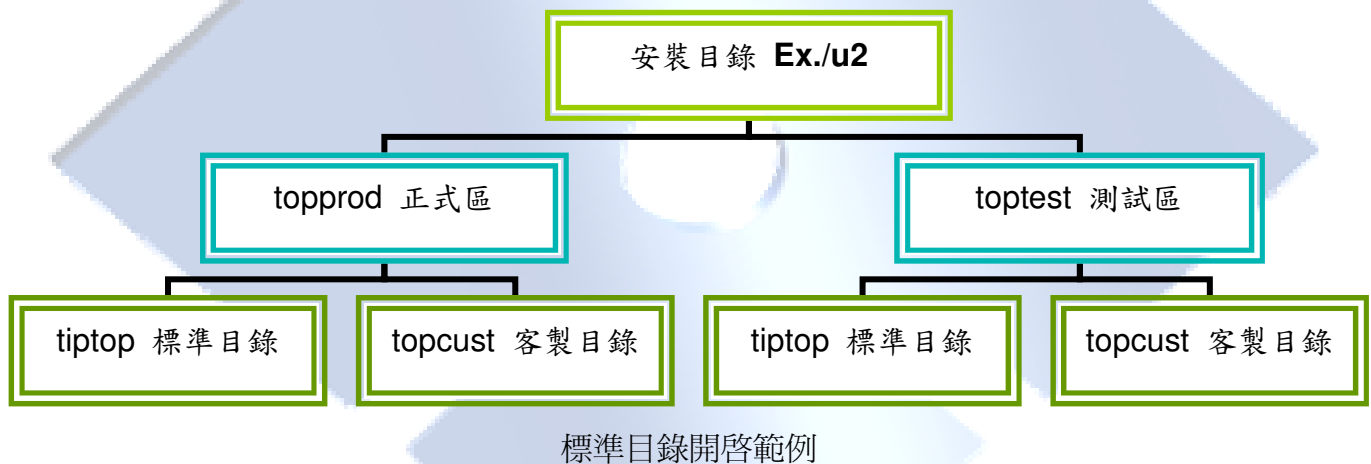 安裝目錄 Ex./u2
topprod 正式區
toptest 測試區
tiptop 標準目錄
topcust 客製目錄
tiptop 標準目錄
topcust 客製目錄
標準目錄開啓範例